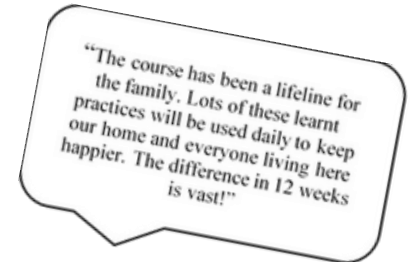 “The course has been a lifeline for
the family. Lots of these learnt
practices will be used daily to keep
our home and everyone living here
happier. The difference in 12 weeks
is vast!”